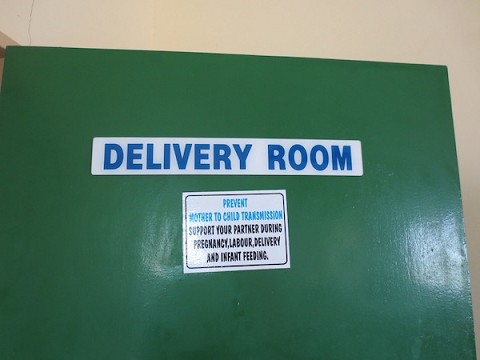 DELIVERY ROOM
PREVENT
MOTHER TO CHILD TRANSMISSION
SUPPORT YOUR PARTNER DURING
PREGNANCY,LABOUR,DELIVERY
AND INFANT FEEDING.